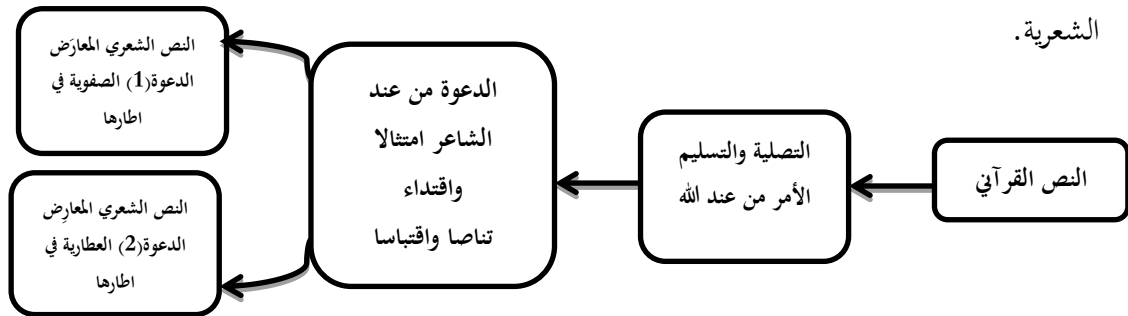 الشعرية.
النص القرآني
التصلية والتسليم
الأمر من عند الله
الدعوة من عند
الشاعر امتثالا
واقتداء
تناصا واقتباسا
النص الشعري المعارَض
الدعوة(1) الصفوية في
اطارها
النص الشعري المعارِض
الدعوة(2) العطارية في
اطارها